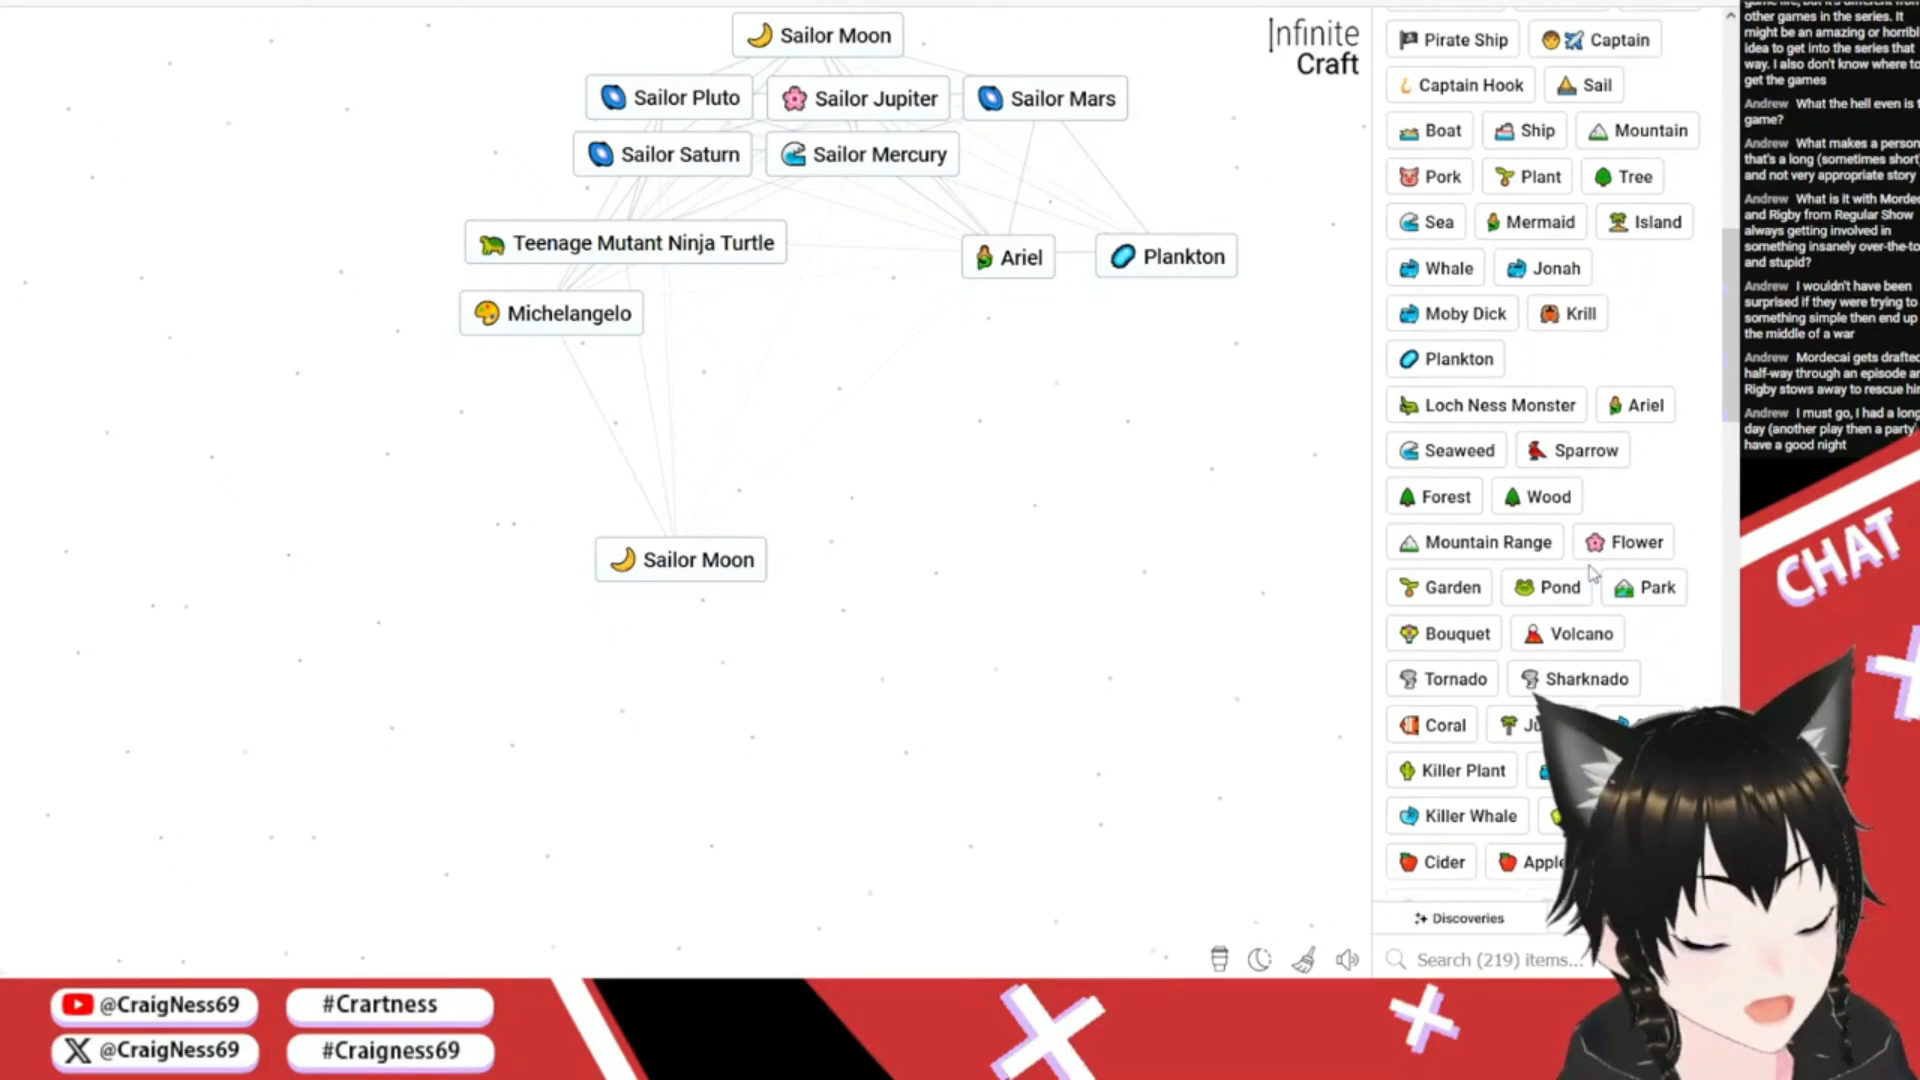 Sailor Moon
Sailor Pluto
Sailor Jupiter
Sailor Mars
Sailor Saturn
Sailor Mercury
Teenage Mutant Ninja Turtle
Ariel
Plankton
Michelangelo
Sailor Moon
Infinite
Craft
Pirate Ship
Captain
Captain Hook
Sail
Boat
Ship
Mountain
Pork
Plant
Tree
Sea
Mermaid
Island
Whale
Jonah
Moby Dick
Krill
Plankton
Loch Ness Monster
Ariel
Seaweed
Sparrow
Forest
Wood
Mountain Range
Flower
Garden
Pond
Park
Bouquet
Volcano
Tornado
Sharknado
Coral
Ju
Killer Plant
Killer Whale
Cider
Apple
Discoveries
Search (219) items...
other games in the series. It
might be an amazing or horribl
idea to get into the series that
way. I also don't know where to
get the games
Andrew What the hell even is t
game?
Andrew What makes a person
that's a long (sometimes short
and not very appropriate story
Andrew What is it with Mordec
and Rigby from Regular Show
always getting involved in
something insanely over-the-to
and stupid?
Andrew I wouldn't have been
surprised if they were trying to
something simple then end up
the middle of a war
Andrew Mordecai gets drafted
half-way through an episode an
Rigby stows away to rescue hi
Andrew I must go, I had a long
day (another play then a party
have a good night
CHAT
@CraigNess69
#Crartness
@CraigNess69
#Craigness69